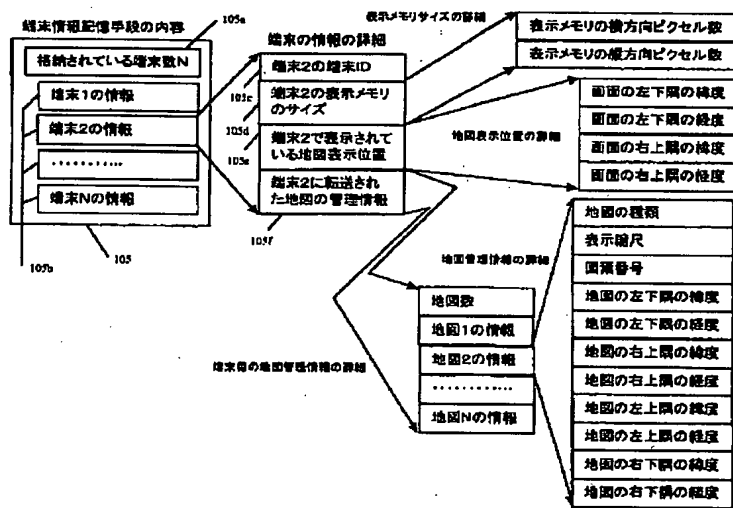 端末情報記憶手段の内容
105a
格納されている端末数N
端末1の情報
端末2の情報
・・・・・・・・・・・
端末Nの情報
105b
105
端末の情報の詳細
端末2の端末ID
105c
端末2の表示メモリ
のサイズ
105d
端末2で表示されて
いる地図表示位置
105e
端末2に転送され
た地図の管理情報
105f
表示メモリサイズの詳細
表示メモリの横方向ピクセル数
表示メモリの縦方向ピクセル数
地図表示位置の詳細
画面の左下隅の緯度
画面の左下隅の経度
画面の右上隅の緯度
画面の右上隅の経度
地図管理情報の詳細
端末毎の地図管理情報の詳細
地図数
地図1の情報
地図2の情報
・・・・・・・・・・・
地図Nの情報
地図の種類
表示縮尺
図葉番号
地図の左下隅の緯度
地図の左下隅の経度
地図の右上隅の緯度
地図の右上隅の経度
地図の左上隅の緯度
地図の左上隅の経度
地図の右下隅の緯度
地図の右下隅の経度